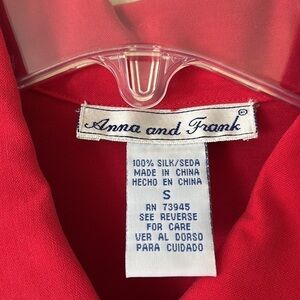 Anna and Frank©
100% SILK/SEDA
MADE IN CHINA
HECHO EN CHINA
S
RN 73945
SEE REVERSE
FOR CARE
VER AL DORSO
PARA CUIDADO